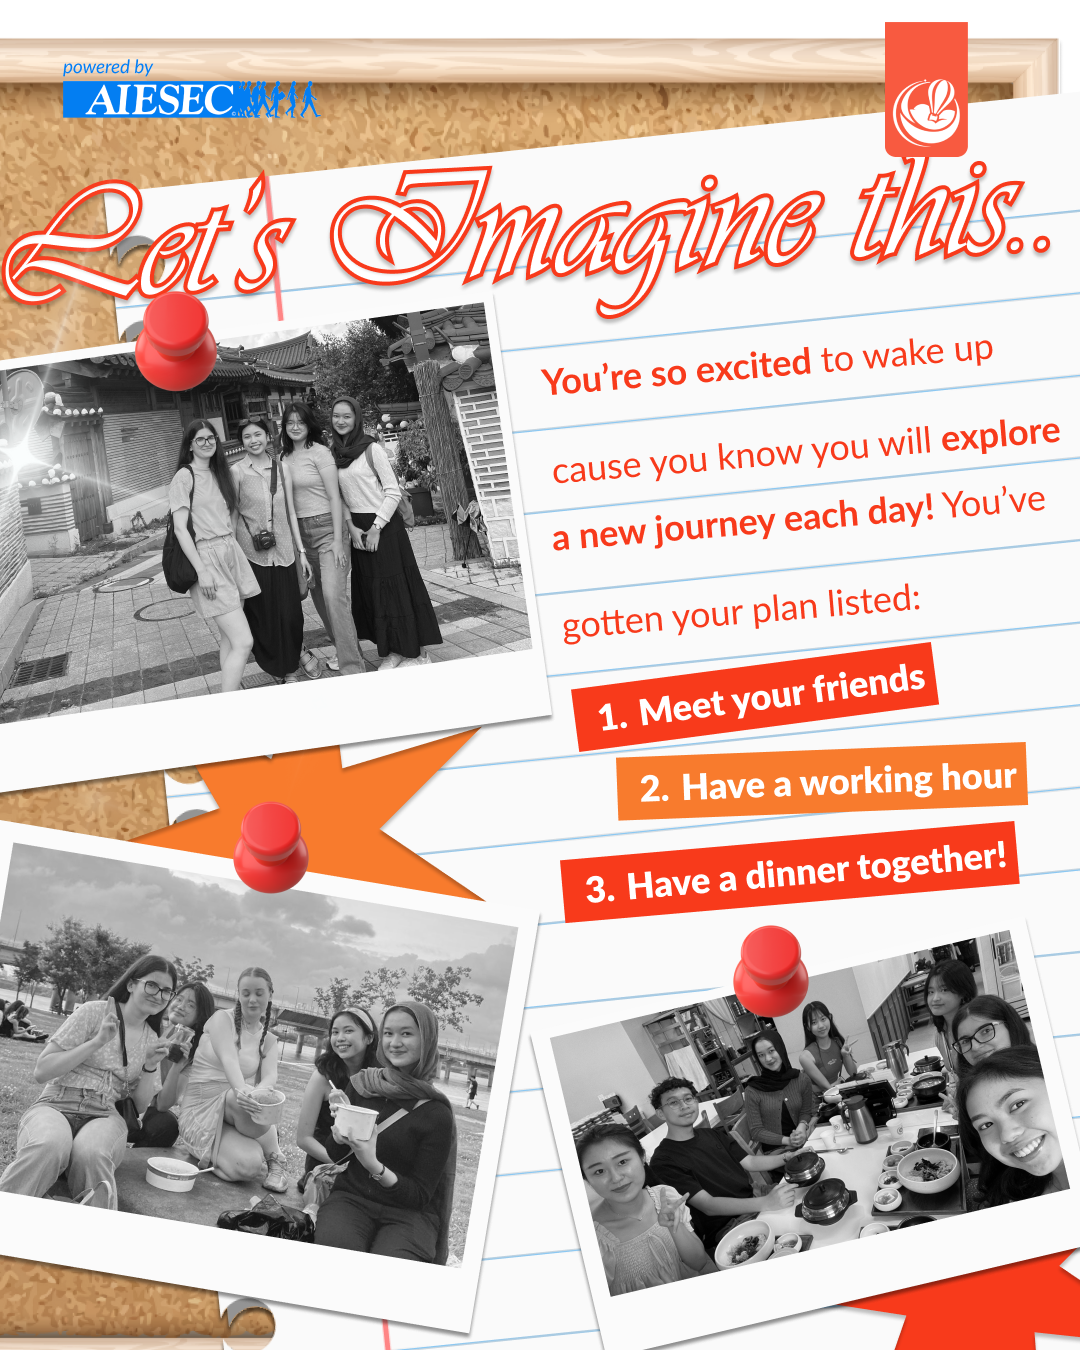 powered by
AIESEC
Let's Imagine this..
You're so excited to wake up
cause you know you will explore
a new journey each day! You've
gotten your plan listed:
1. Meet your friends
2. Have a working hour
3. Have a dinner together!